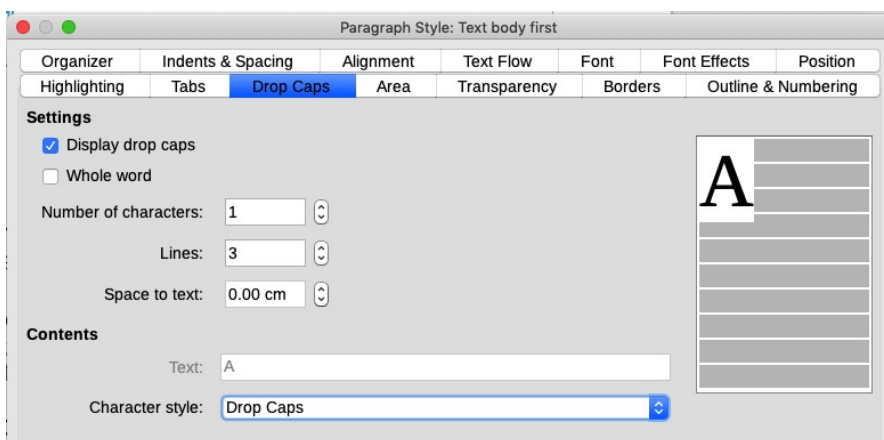 Paragraph Style: Text body first
Organizer Indents & Spacing Alignment Text Flow Font Font Effects Position
Highlighting Tabs Drop Caps Area Transparency Borders Outline & Numbering
Settings
Display drop caps
Whole word
Number of characters: 1
Lines: 3
Space to text: 0.00 cm
A
Contents
Text: A
Character style: Drop Caps